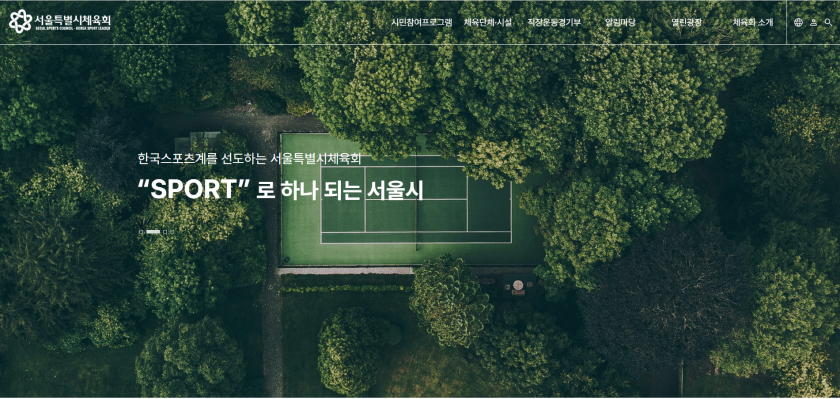 서울특별시체육회
SEOUL SPORTS COUNCIL · KOREA SPORT LEADER
시민참여프로그램 체육단체·시설 직장운동경기부 알림마당 열린광장 체육회 소개
한국스포츠계를 선도하는 서울특별시체육회
“SPORT” 로 하나 되는 서울시